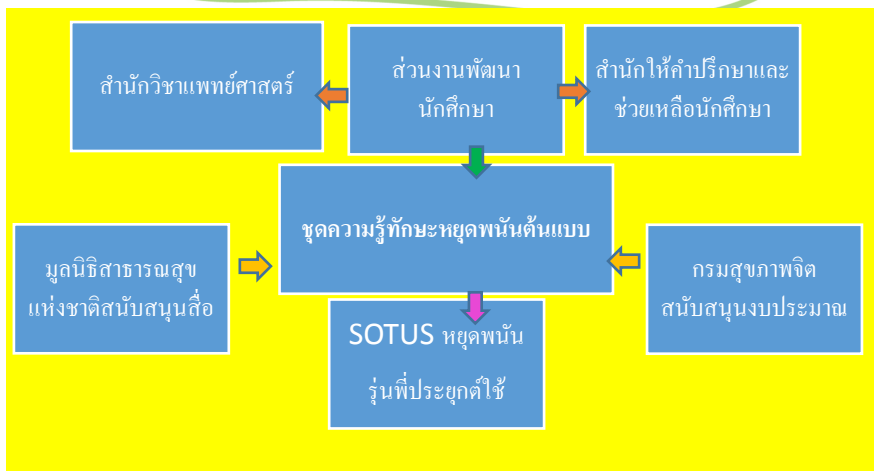 สำนักวิชาแพทย์ศาสตร์
ส่วนงานพัฒนา
นักศึกษา
สำนักให้คำปรึกษาและ
ช่วยเหลือนักศึกษา
ชุดความรู้ทักษะหยุดพนันต้นแบบ
มูลนิธิสาธารณสุข
แห่งชาติสนับสนุนสื่อ
กรมสุขภาพจิต
สนับสนุนงบประมาณ
SOTUS หยุดพนัน
รุ่นพี่ประยุกต์ใช้